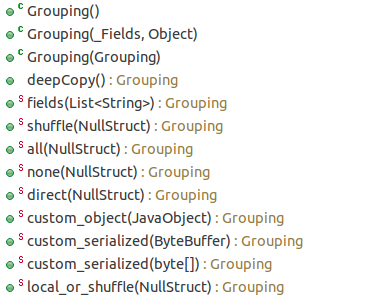 c Grouping()
c Grouping(_Fields, Object)
c Grouping(Grouping)
deepCopy() : Grouping
S fields(List<String>) : Grouping
S shuffle(NullStruct) : Grouping
S all(NullStruct) : Grouping
S none(NullStruct) : Grouping
S direct(NullStruct) : Grouping
S custom_object(JavaObject) : Grouping
S custom_serialized(ByteBuffer) : Grouping
S custom_serialized(byte[]) : Grouping
S local_or_shuffle(NullStruct) : Grouping